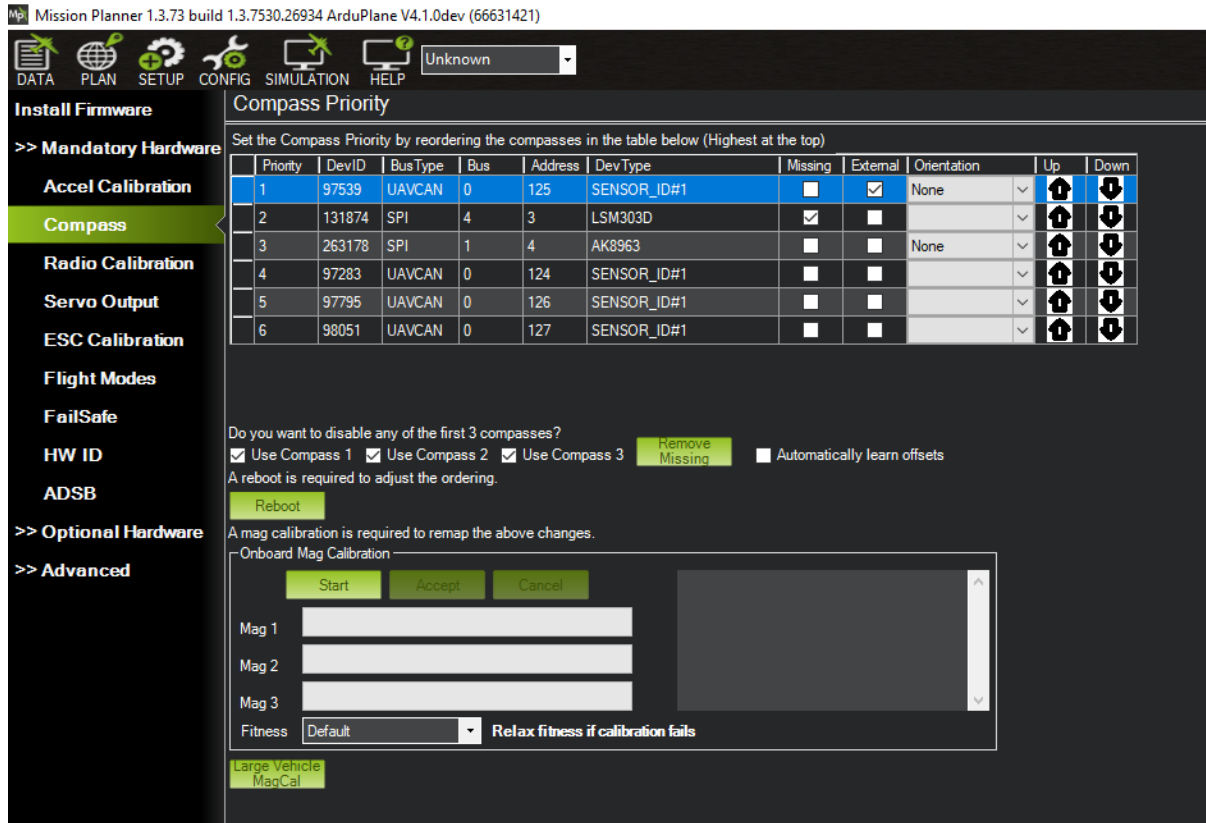 Mission Planner 1.3.73 build 1.3.7530.26934 ArduPlane V4.1.0dev (66631421)
DATA PLAN SETUP CONFIG SIMULATION HELP Unknown
Install Firmware
>> Mandatory Hardware
Accel Calibration
Compass
Radio Calibration
Servo Output
ESC Calibration
Flight Modes
FailSafe
HW ID
ADSB
>> Optional Hardware
>> Advanced
Compass Priority
Set the Compass Priority by reordering the compasses in the table below (Highest at the top)
Priority DevID BusType Bus Address DevType Missing External Orientation Up Down
1 97539 UAVCAN 0 125 SENSOR_ID#1 None
2 131874 SPI 4 3 LSM303D
3 263178 SPI 1 4 AK8963 None
4 97283 UAVCAN 0 124 SENSOR_ID#1
5 97795 UAVCAN 0 126 SENSOR_ID#1
6 98051 UAVCAN 0 127 SENSOR_ID#1
Do you want to disable any of the first 3 compasses?
Use Compass 1 Use Compass 2 Use Compass 3 Remove Missing Automatically learn offsets
A reboot is required to adjust the ordering.
Reboot
A mag calibration is required to remap the above changes.
Onboard Mag Calibration
Start Accept Cancel
Mag 1
Mag 2
Mag 3
Fitness Default Relax fitness if calibration fails
Large Vehicle
MagCal